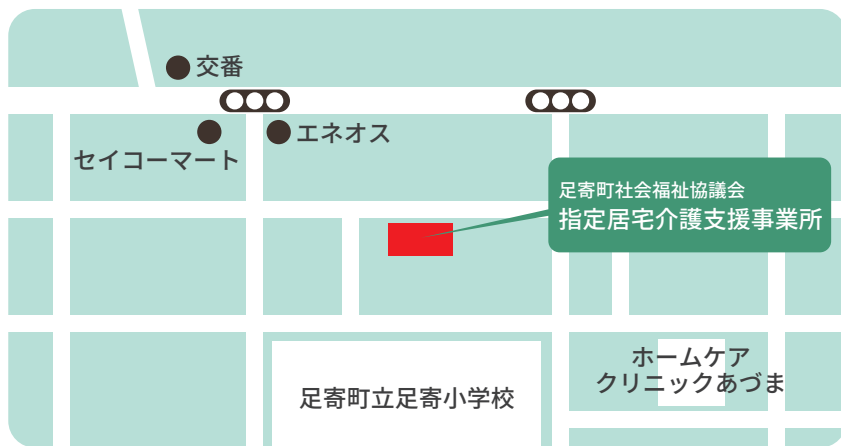 交番
エネオス
セイコーマート
足寄町社会福祉協議会
指定居宅介護支援事業所
ホームケア
クリニックあづま
足寄町立足寄小学校